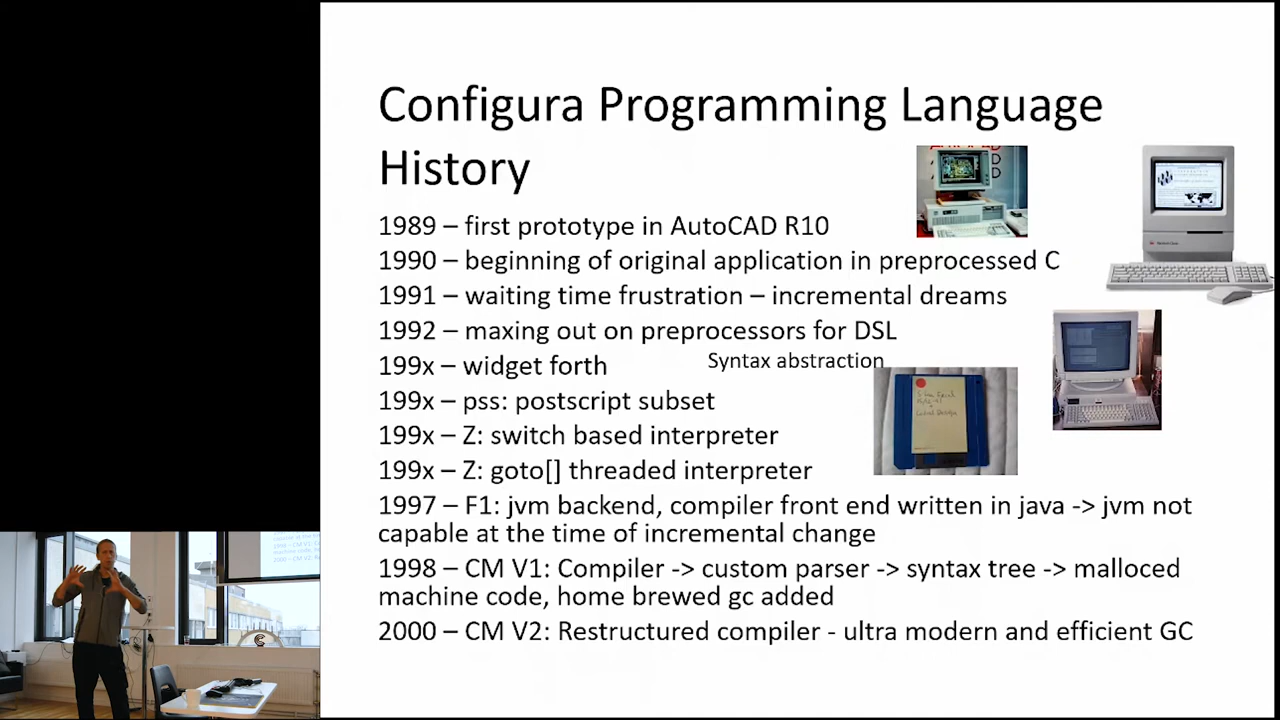 Configura Programming Language
History
1989 – first prototype in AutoCAD R10
1990 – beginning of original application in preprocessed C
1991 – waiting time frustration – incremental dreams
1992 – maxing out on preprocessors for DSL
199x – widget forth
Syntax abstraction
199x – pss: postscript subset
199x – Z: switch based interpreter
199x – Z: goto[] threaded interpreter
1997 – F1: jvm backend, compiler front end written in java -> jvm not
capable at the time of incremental change
1998 – CM V1: Compiler -> custom parser -> syntax tree -> malloced
machine code, home brewed gc added
2000 – CM V2: Restructured compiler - ultra modern and efficient GC